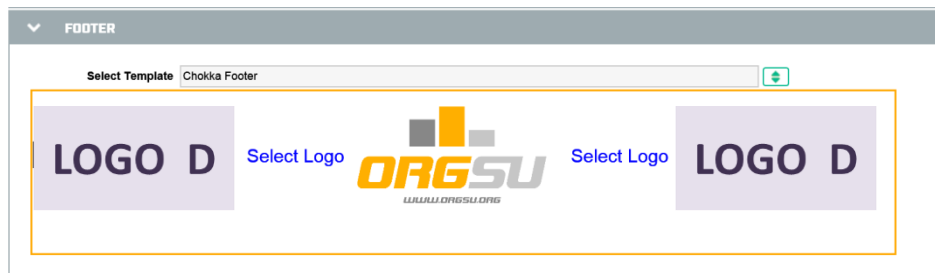 FOOTER
Select Template Chokka Footer
LOGO D Select Logo ORGSU Select Logo LOGO D
WWW.ORGSU.ORG